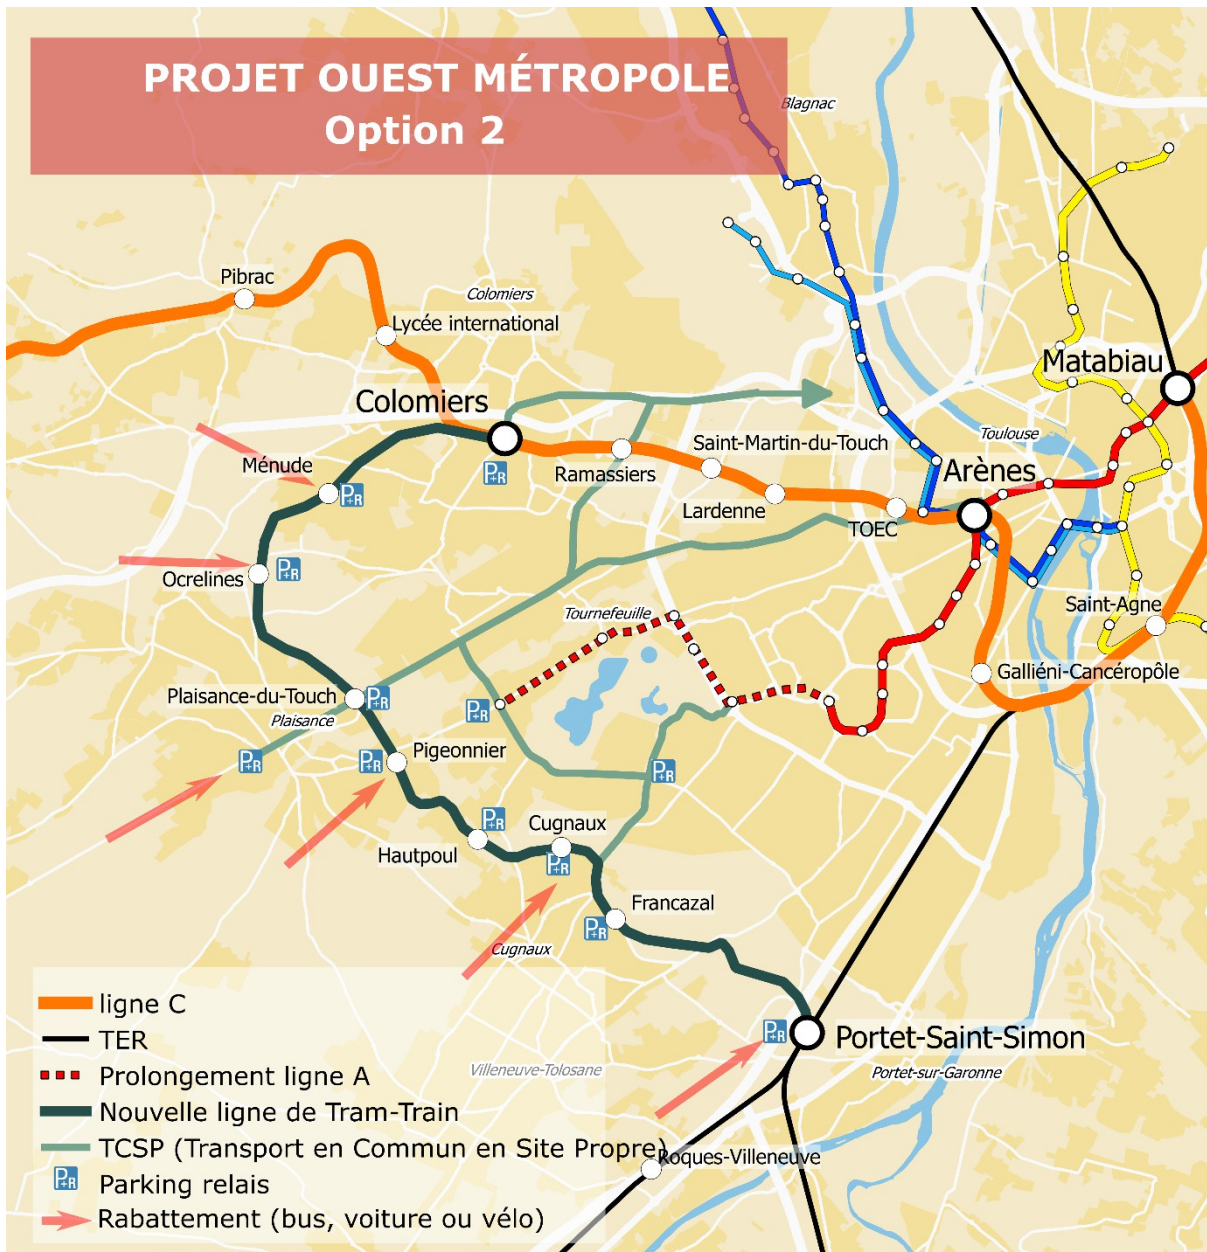 PROJET OUEST MÉTROPOLE
Option 2
Blagnac
Pibrac
Colomiers
Lycée international
Matabiau
Colomiers
Toulouse
Saint-Martin-du-Touch
Ménude
P+R
P+R
Ramassiers
Arènes
Lardenne
TOEC
Ocrelines
P+R
Tournefeuille
Saint-Agne
Galliéni-Cancéropôle
Plaisance-du-Touch
P+R
Plaisance
P+R
Pigeonnier
P+R
P+R
P+R
P+R
Cugnaux
Hautpoul
P+R
Francazal
P+R
Cugnaux
ligne C
TER
P+R
Portet-Saint-Simon
Prolongement ligne A
Villeneuve-Tolosane
Portet-sur-Garonne
Nouvelle ligne de Tram-Train
TCSP (Transport en Commun en Site Propre)
Roques-Villeneuve
P+R
Parking relais
Rabattement (bus, voiture ou vélo)